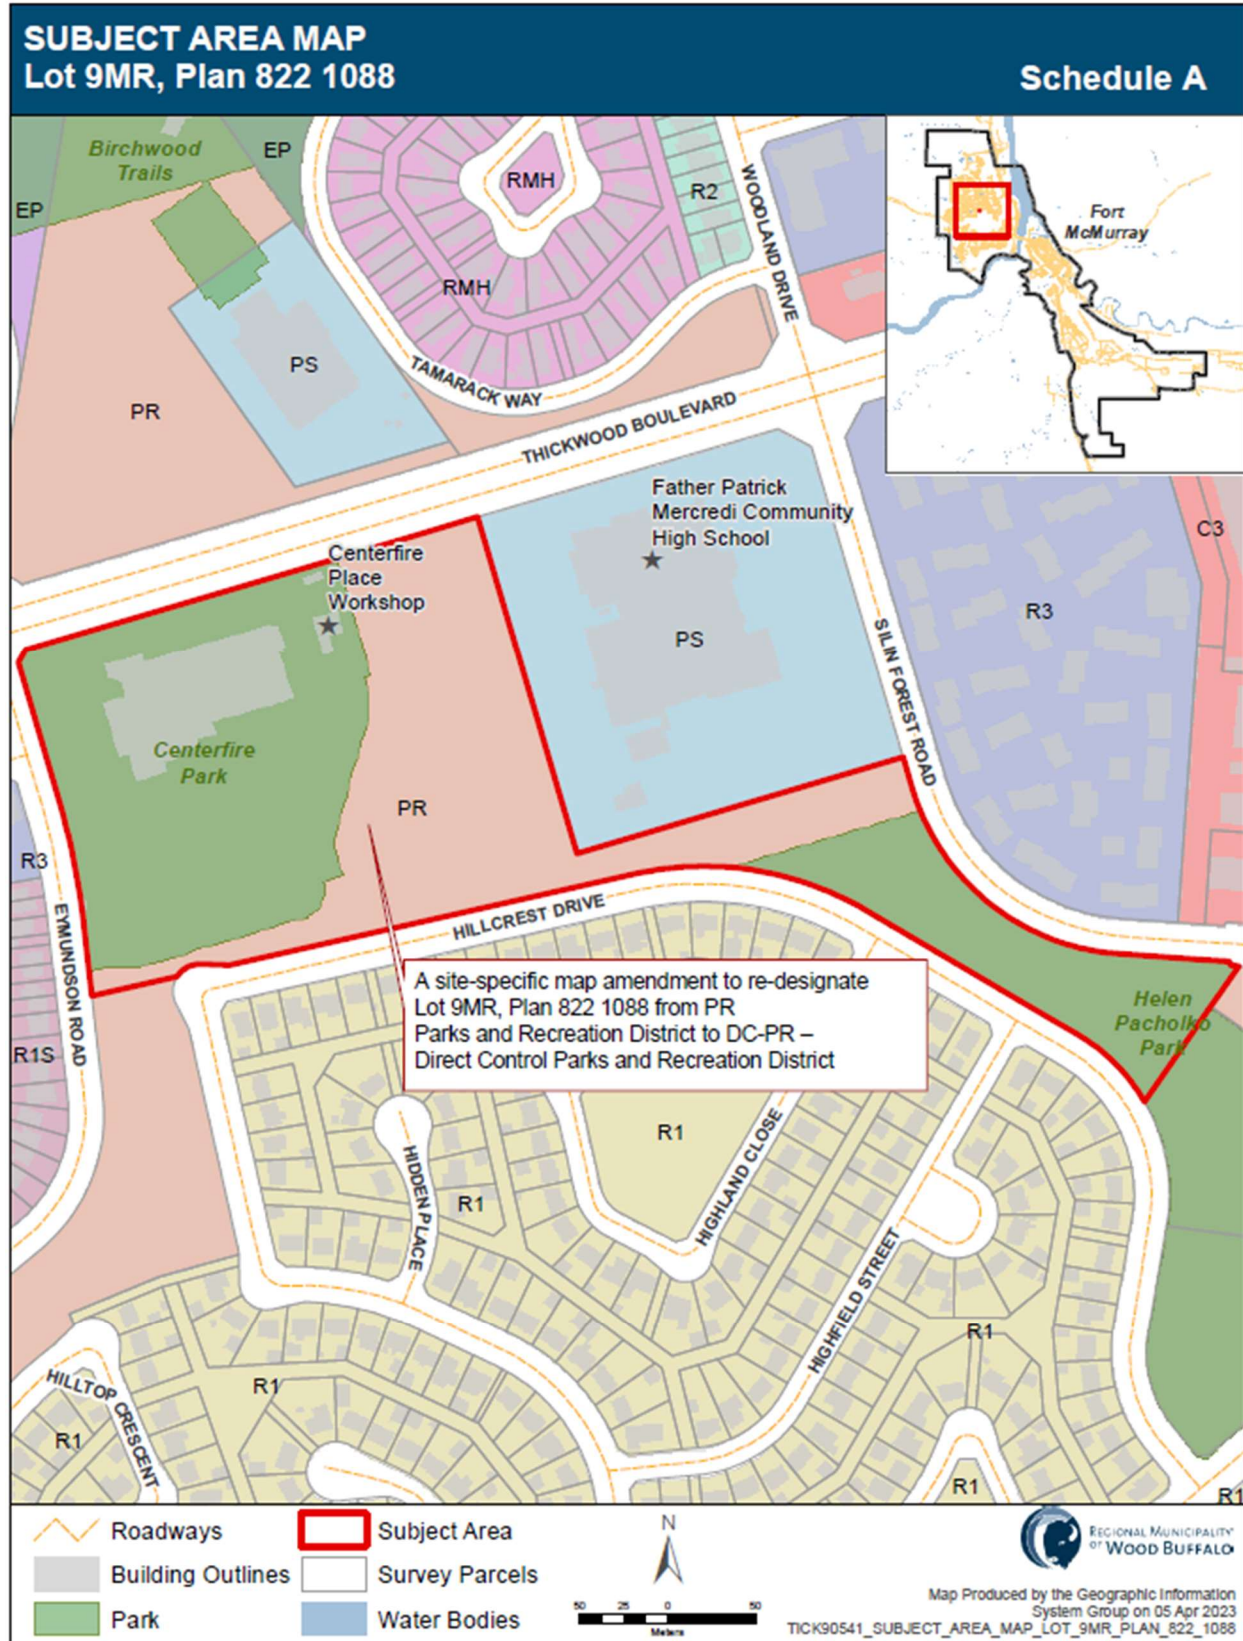 SUBJECT AREA MAP
Lot 9MR, Plan 822 1088
Schedule A
Birchwood
Trails
EP
EP
RMH
R2
WOODLAND DRIVE
Fort
McMurray
RMH
PS
TAMARACK WAY
PR
THICKWOOD BOULEVARD
Father Patrick
Mercredi Community
High School
C3
Centerfire
Place
Workshop
R3
PS
SILIN FOREST ROAD
Centerfire
Park
PR
R3
EYMUNDSON ROAD
HILLCREST DRIVE
A site-specific map amendment to re-designate
Lot 9MR, Plan 822 1088 from PR
Parks and Recreation District to DC-PR –
Direct Control Parks and Recreation District
Helen
Pacholko
Park
R1S
R1
HIDDEN PLACE
HIGHLAND CLOSE
R1
HIGHFIELD STREET
R1
R1
HILLTOP CRESCENT
R1
R1
R1
Roadways
Subject Area
Building Outlines
Survey Parcels
Park
Water Bodies
N
50 25 0 50
Meters
REGIONAL MUNICIPALITY
OF WOOD BUFFALO
Map Produced by the Geographic Information
System Group on 05 Apr 2023
TICK90541_SUBJECT_AREA_MAP_LOT_9MR_PLAN_822_1088